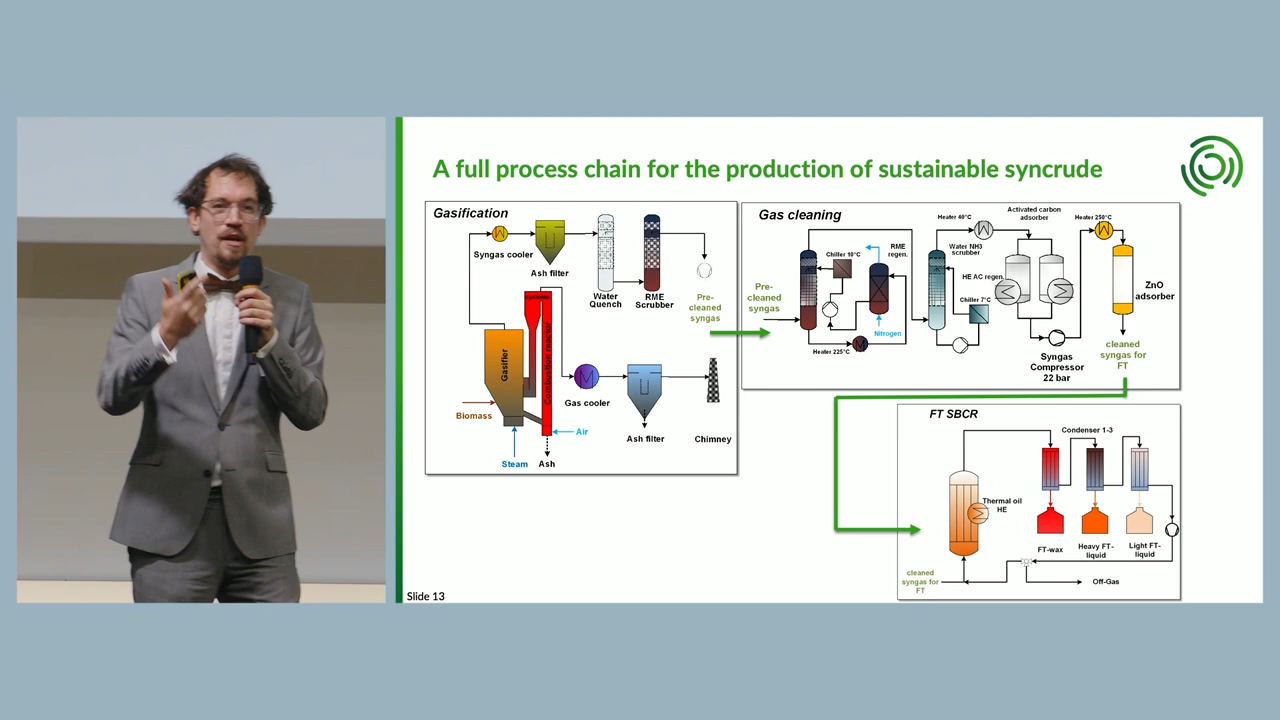 A full process chain for the production of sustainable syncrude
Gasification
Syngas cooler
Ash filter
Water
Quench
RME
Scrubber
Pre-
cleaned
syngas
cyclone
Combustion reactor
Gasifier
Biomass
Steam
Air
Ash
Gas cooler
Ash filter
Chimney
Gas cleaning
Pre-
cleaned
syngas
Chiller 10°C
RME
regen.
Nitrogen
Heater 225°C
Heater 40°C
Water NH3
scrubber
Chiller 7°C
Activated carbon
adsorber
HE AC regen.
Syngas
Compressor
22 bar
Heater 250°C
ZnO
adsorber
cleaned
syngas for
FT
FT SBCR
Condenser 1-3
Thermal oil
HE
FT-wax
Heavy FT-
liquid
Light FT-
liquid
cleaned
syngas for
FT
Off-Gas
Slide 13